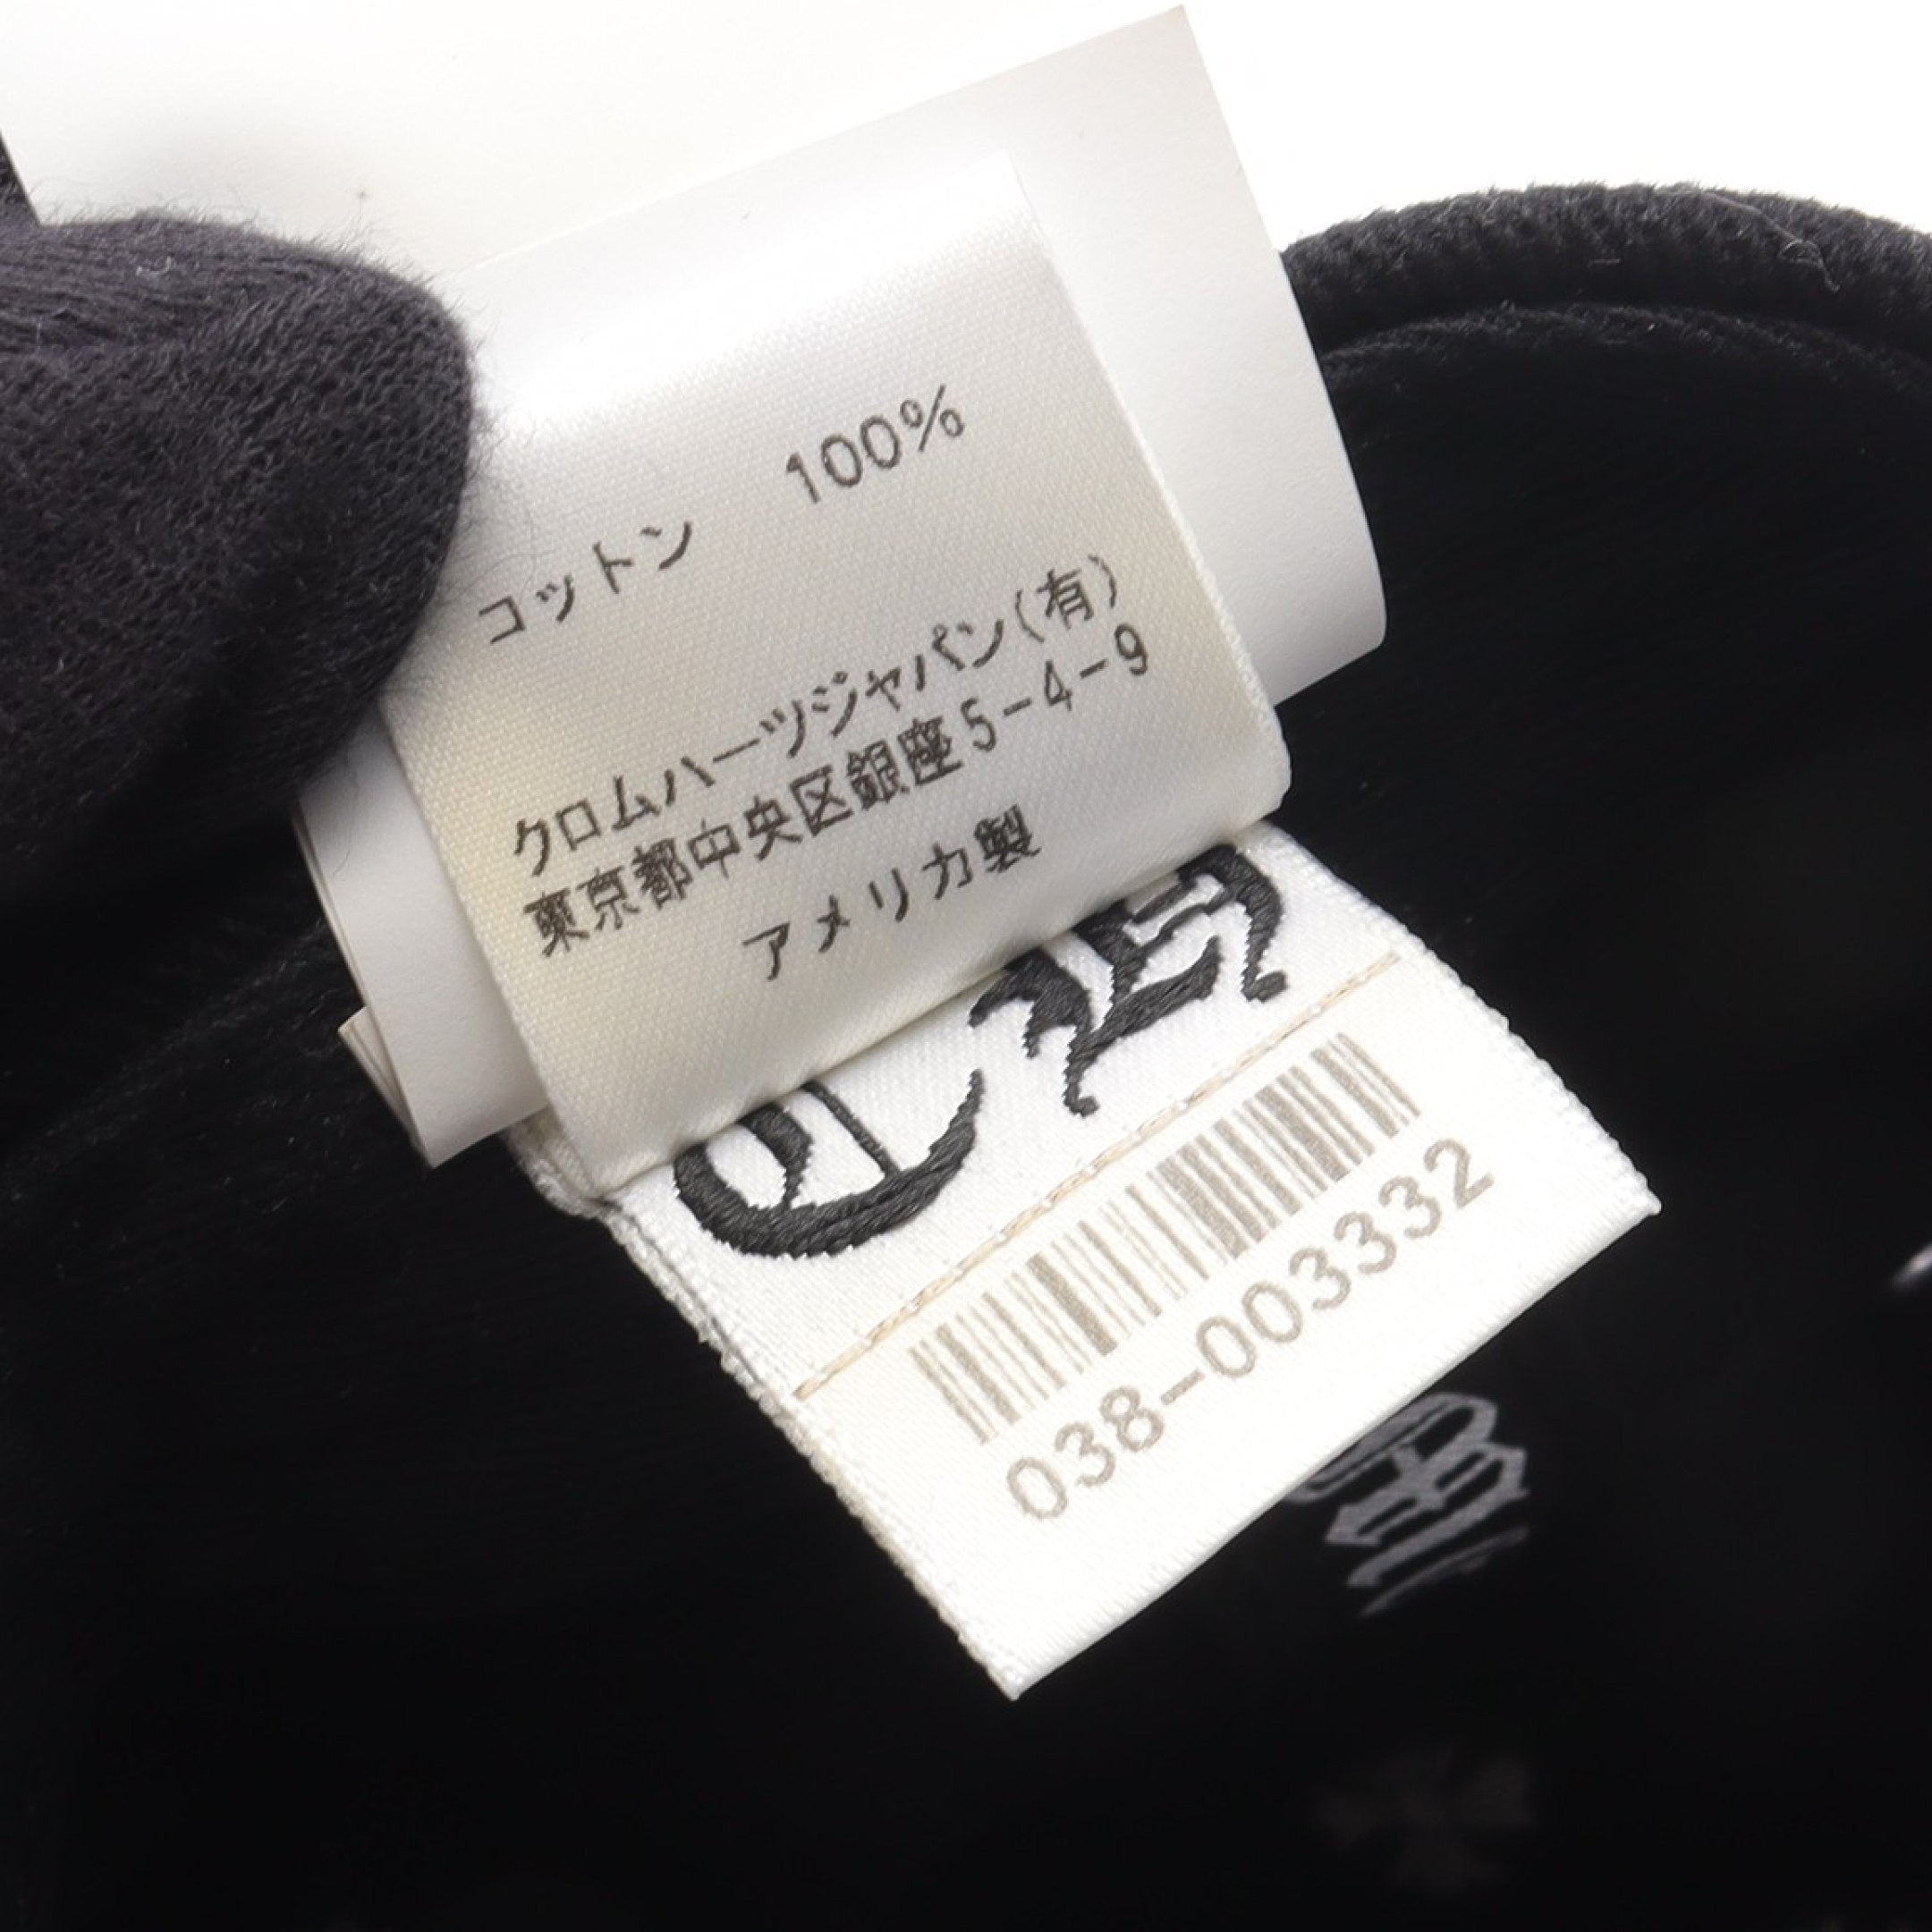 コットン 100%
クロムハーツジャパン(有)
東京都中央区銀座5-4-9
アメリカ製
038-003332